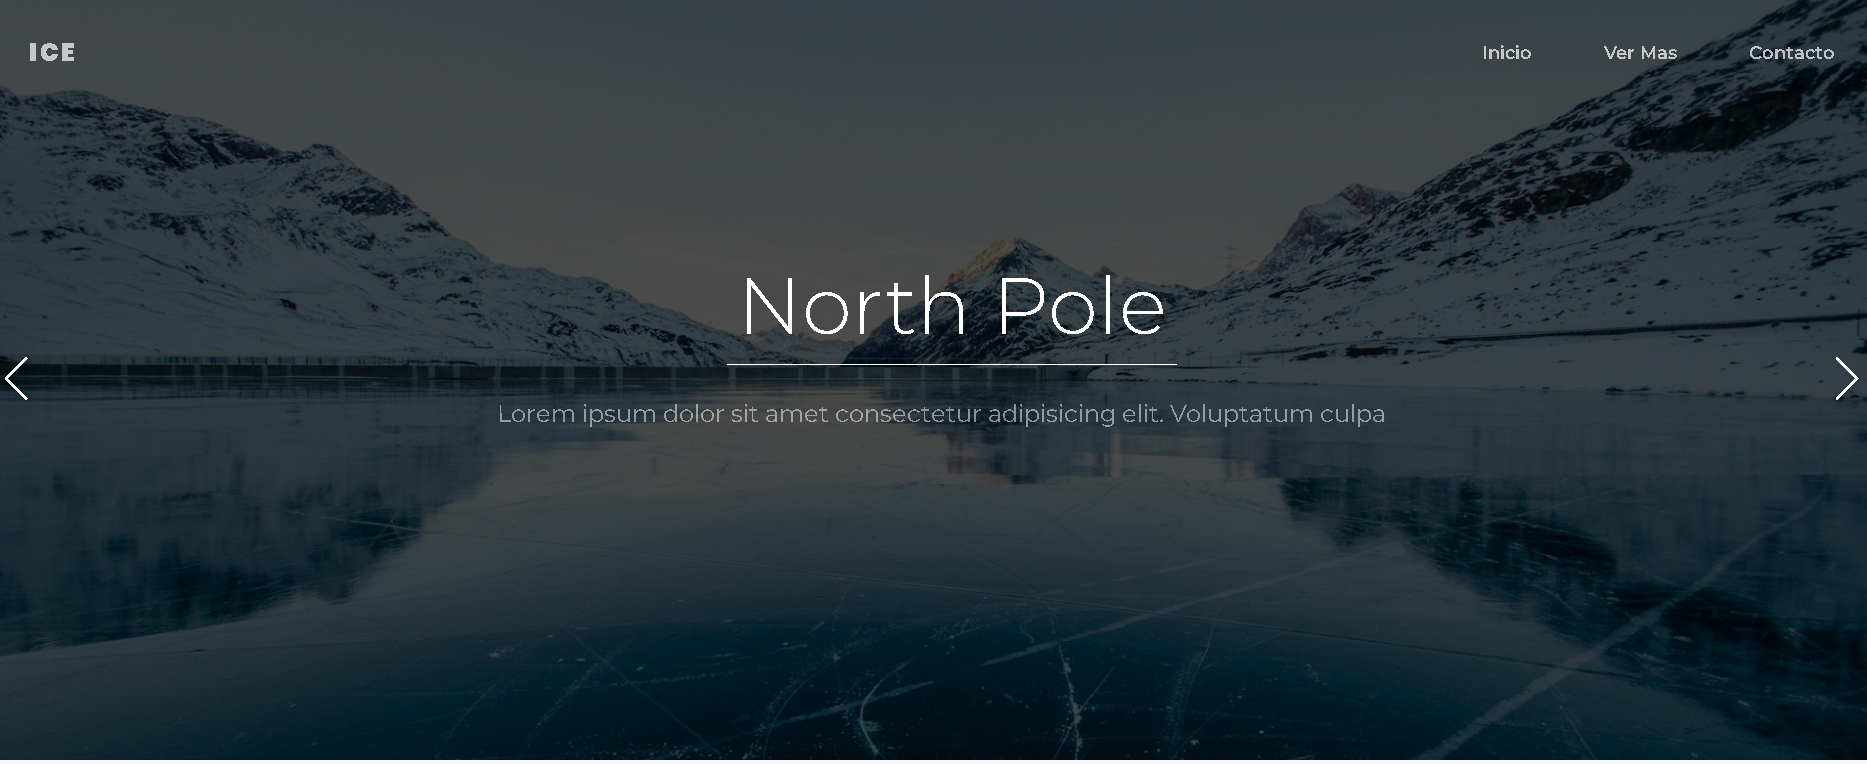 ICE
Inicio Ver Mas Contacto
North Pole
Lorem ipsum dolor sit amet consectetur adipisicing elit. Voluptatum culpa